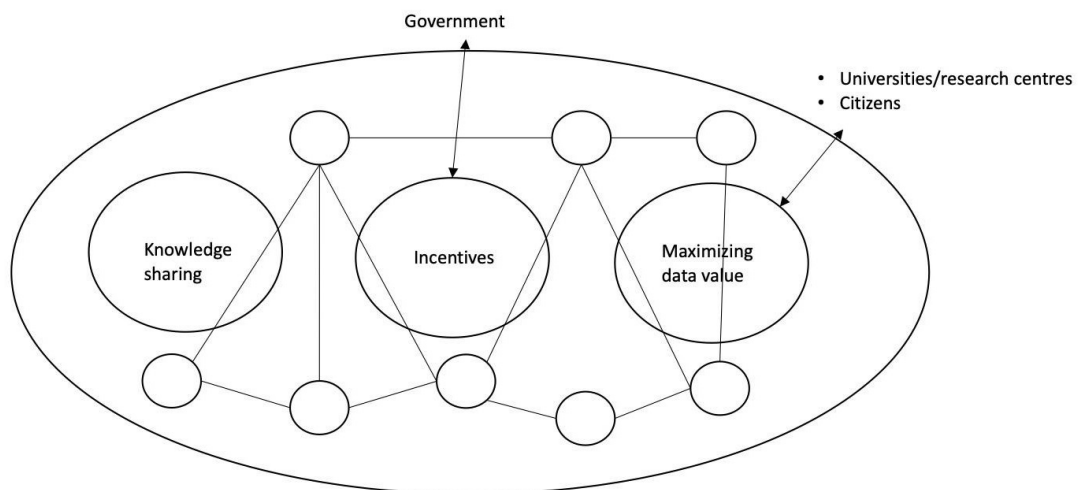 Government
• Universities/research centres
• Citizens
Knowledge
sharing
Incentives
Maximizing
data value